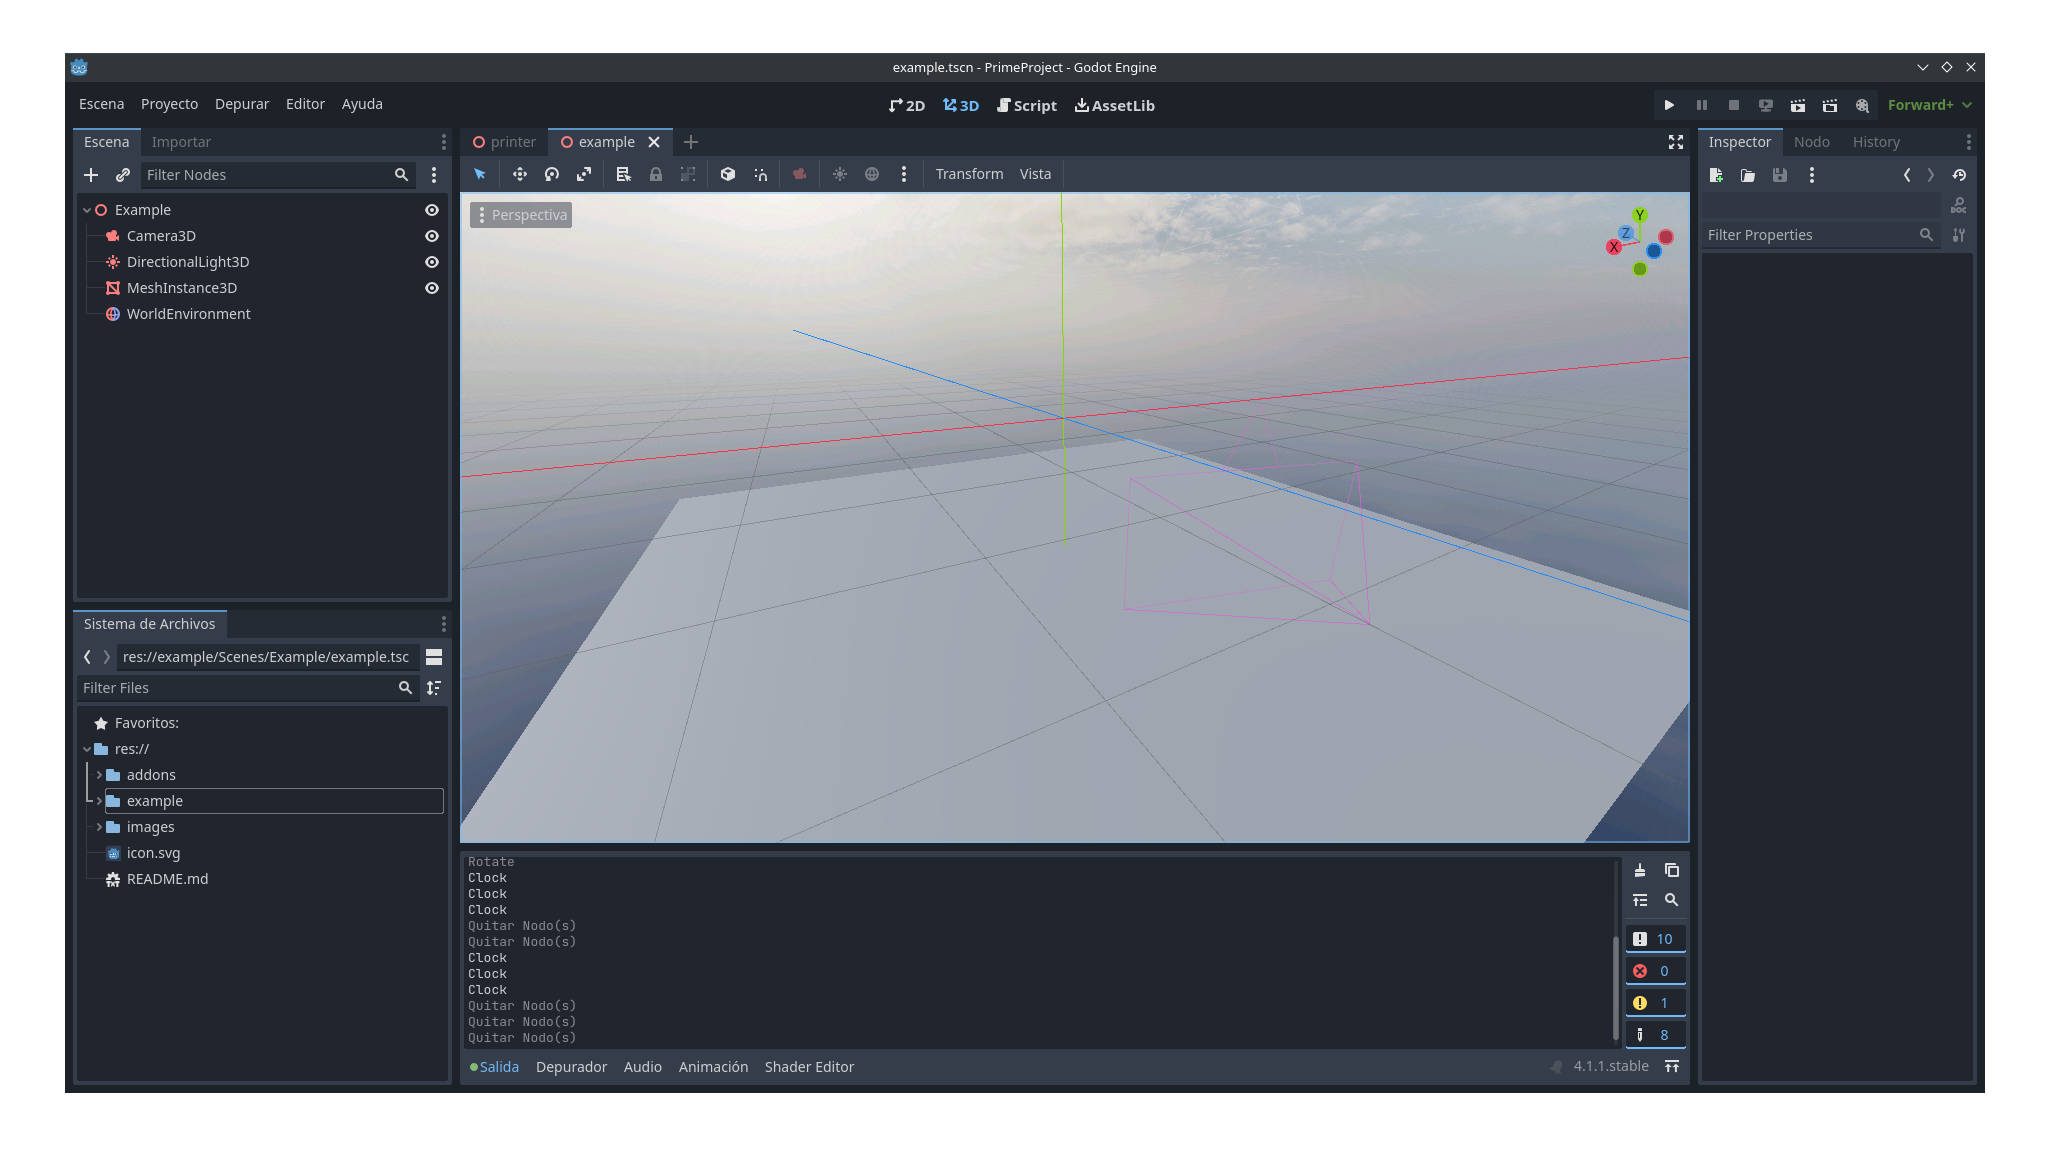 example.tscn - PrimeProject - Godot Engine
Escena Proyecto Depurar Editor Ayuda
2D 3D Script AssetLib
Forward+
Escena Importar
Filter Nodes
Example
Camera3D
DirectionalLight3D
MeshInstance3D
WorldEnvironment
Sistema de Archivos
res://example/Scenes/Example/example.tsc
Filter Files
Favoritos:
res://
addons
example
images
icon.svg
README.md
printer example
Transform Vista
Perspectiva
Y
Z
X
Rotate
Clock
Clock
Clock
Quitar Nodo(s)
Quitar Nodo(s)
Clock
Clock
Clock
Quitar Nodo(s)
Quitar Nodo(s)
Quitar Nodo(s)
10
0
1
8
Salida Depurador Audio Animación Shader Editor
4.1.1.stable
Inspector Nodo History
DOC
Filter Properties